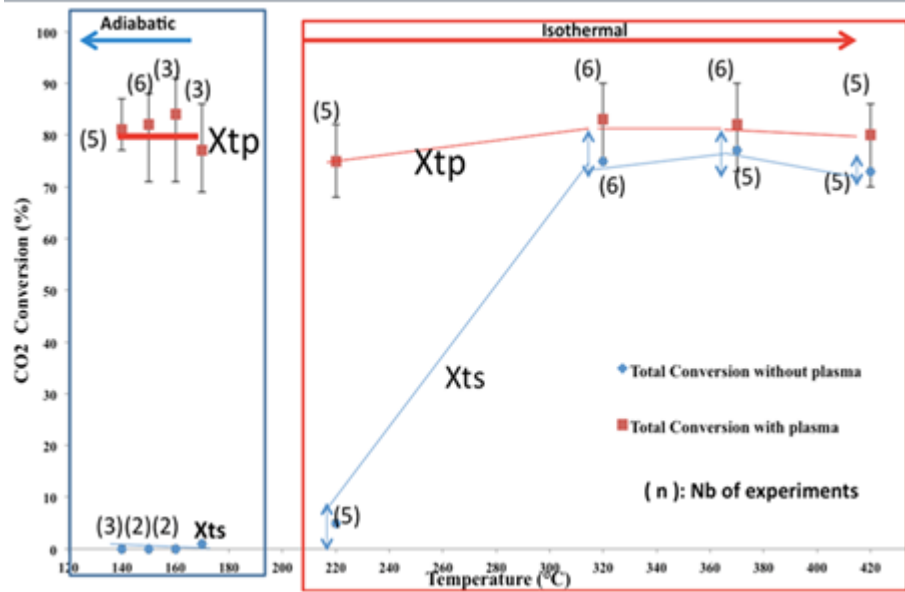 Adiabatic
Isothermal
100
90
80
70
60
50
40
30
20
10
0
CO2 Conversion (%)
(5)
(6)
(3)
(3)
Xtp
(5)
Xtp
(6)
(6)
(5)
(6)
(5)
(5)
Xts
Total Conversion without plasma
Total Conversion with plasma
( n ): Nb of experiments
(3)(2)(2) Xts
(5)
120 140 160 180 200 220 240 260 280 300 320 340 360 380 400 420
Temperature (°C)